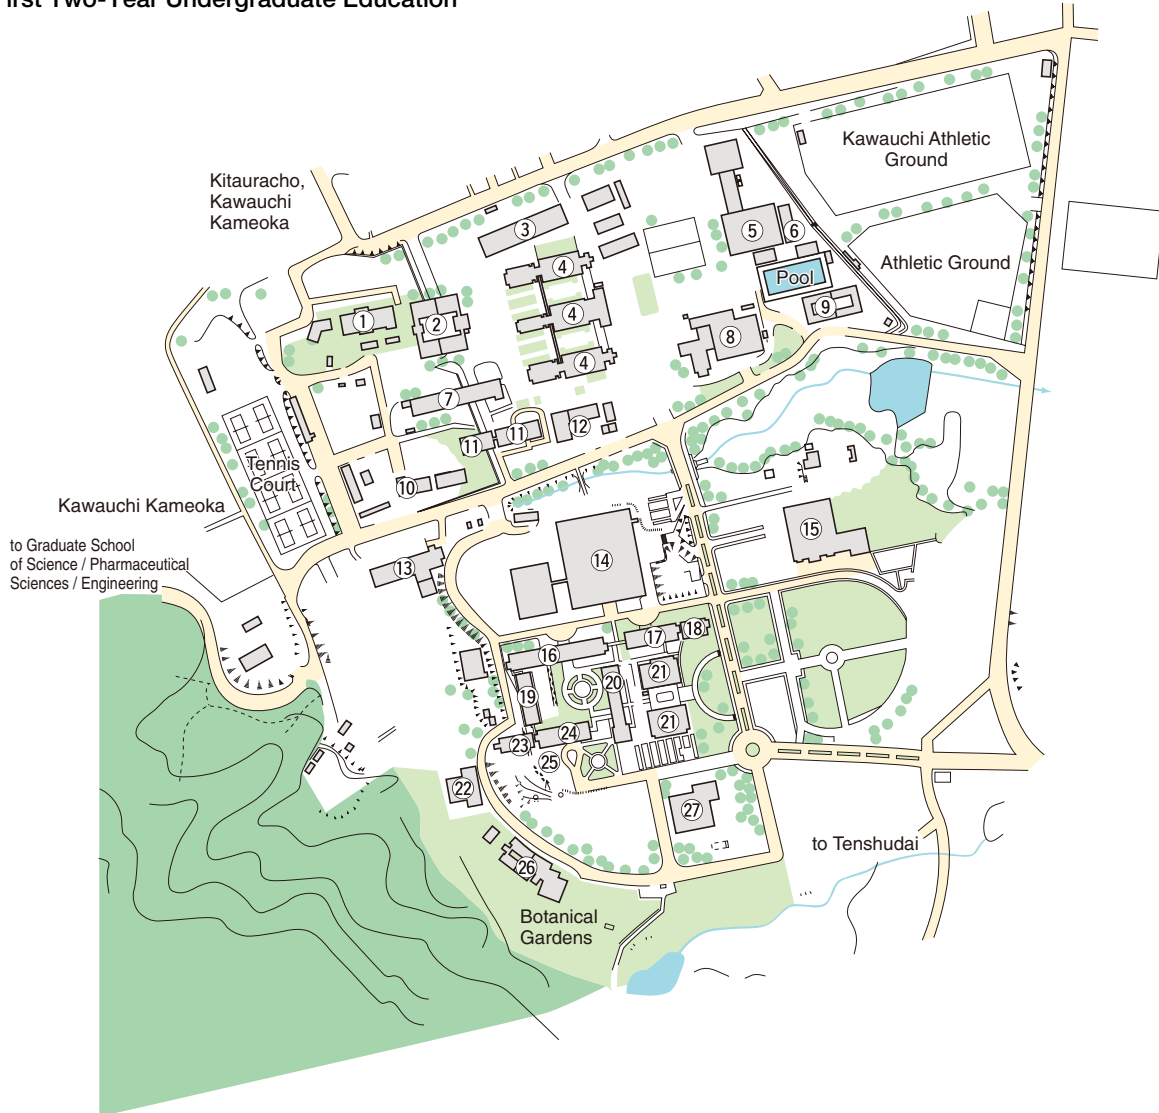 irst Two-Year Undergraduate Education
Kawauchi Athletic
Ground
Kitauracho,
Kawauchi
Kameoka
③
⑤
⑥
Athletic Ground
④
Pool
①
②
④
⑨
⑧
④
⑦
⑪
⑪
⑫
Tennis
Court
⑩
Kawauchi Kameoka
⑮
to Graduate School
of Science / Pharmaceutical
Sciences / Engineering
⑬
⑭
⑰
⑱
⑯
⑲
⑳
㉑
㉑
㉓
㉔
㉕
㉒
㉗
to Tenshudai
㉖
Botanical
Gardens